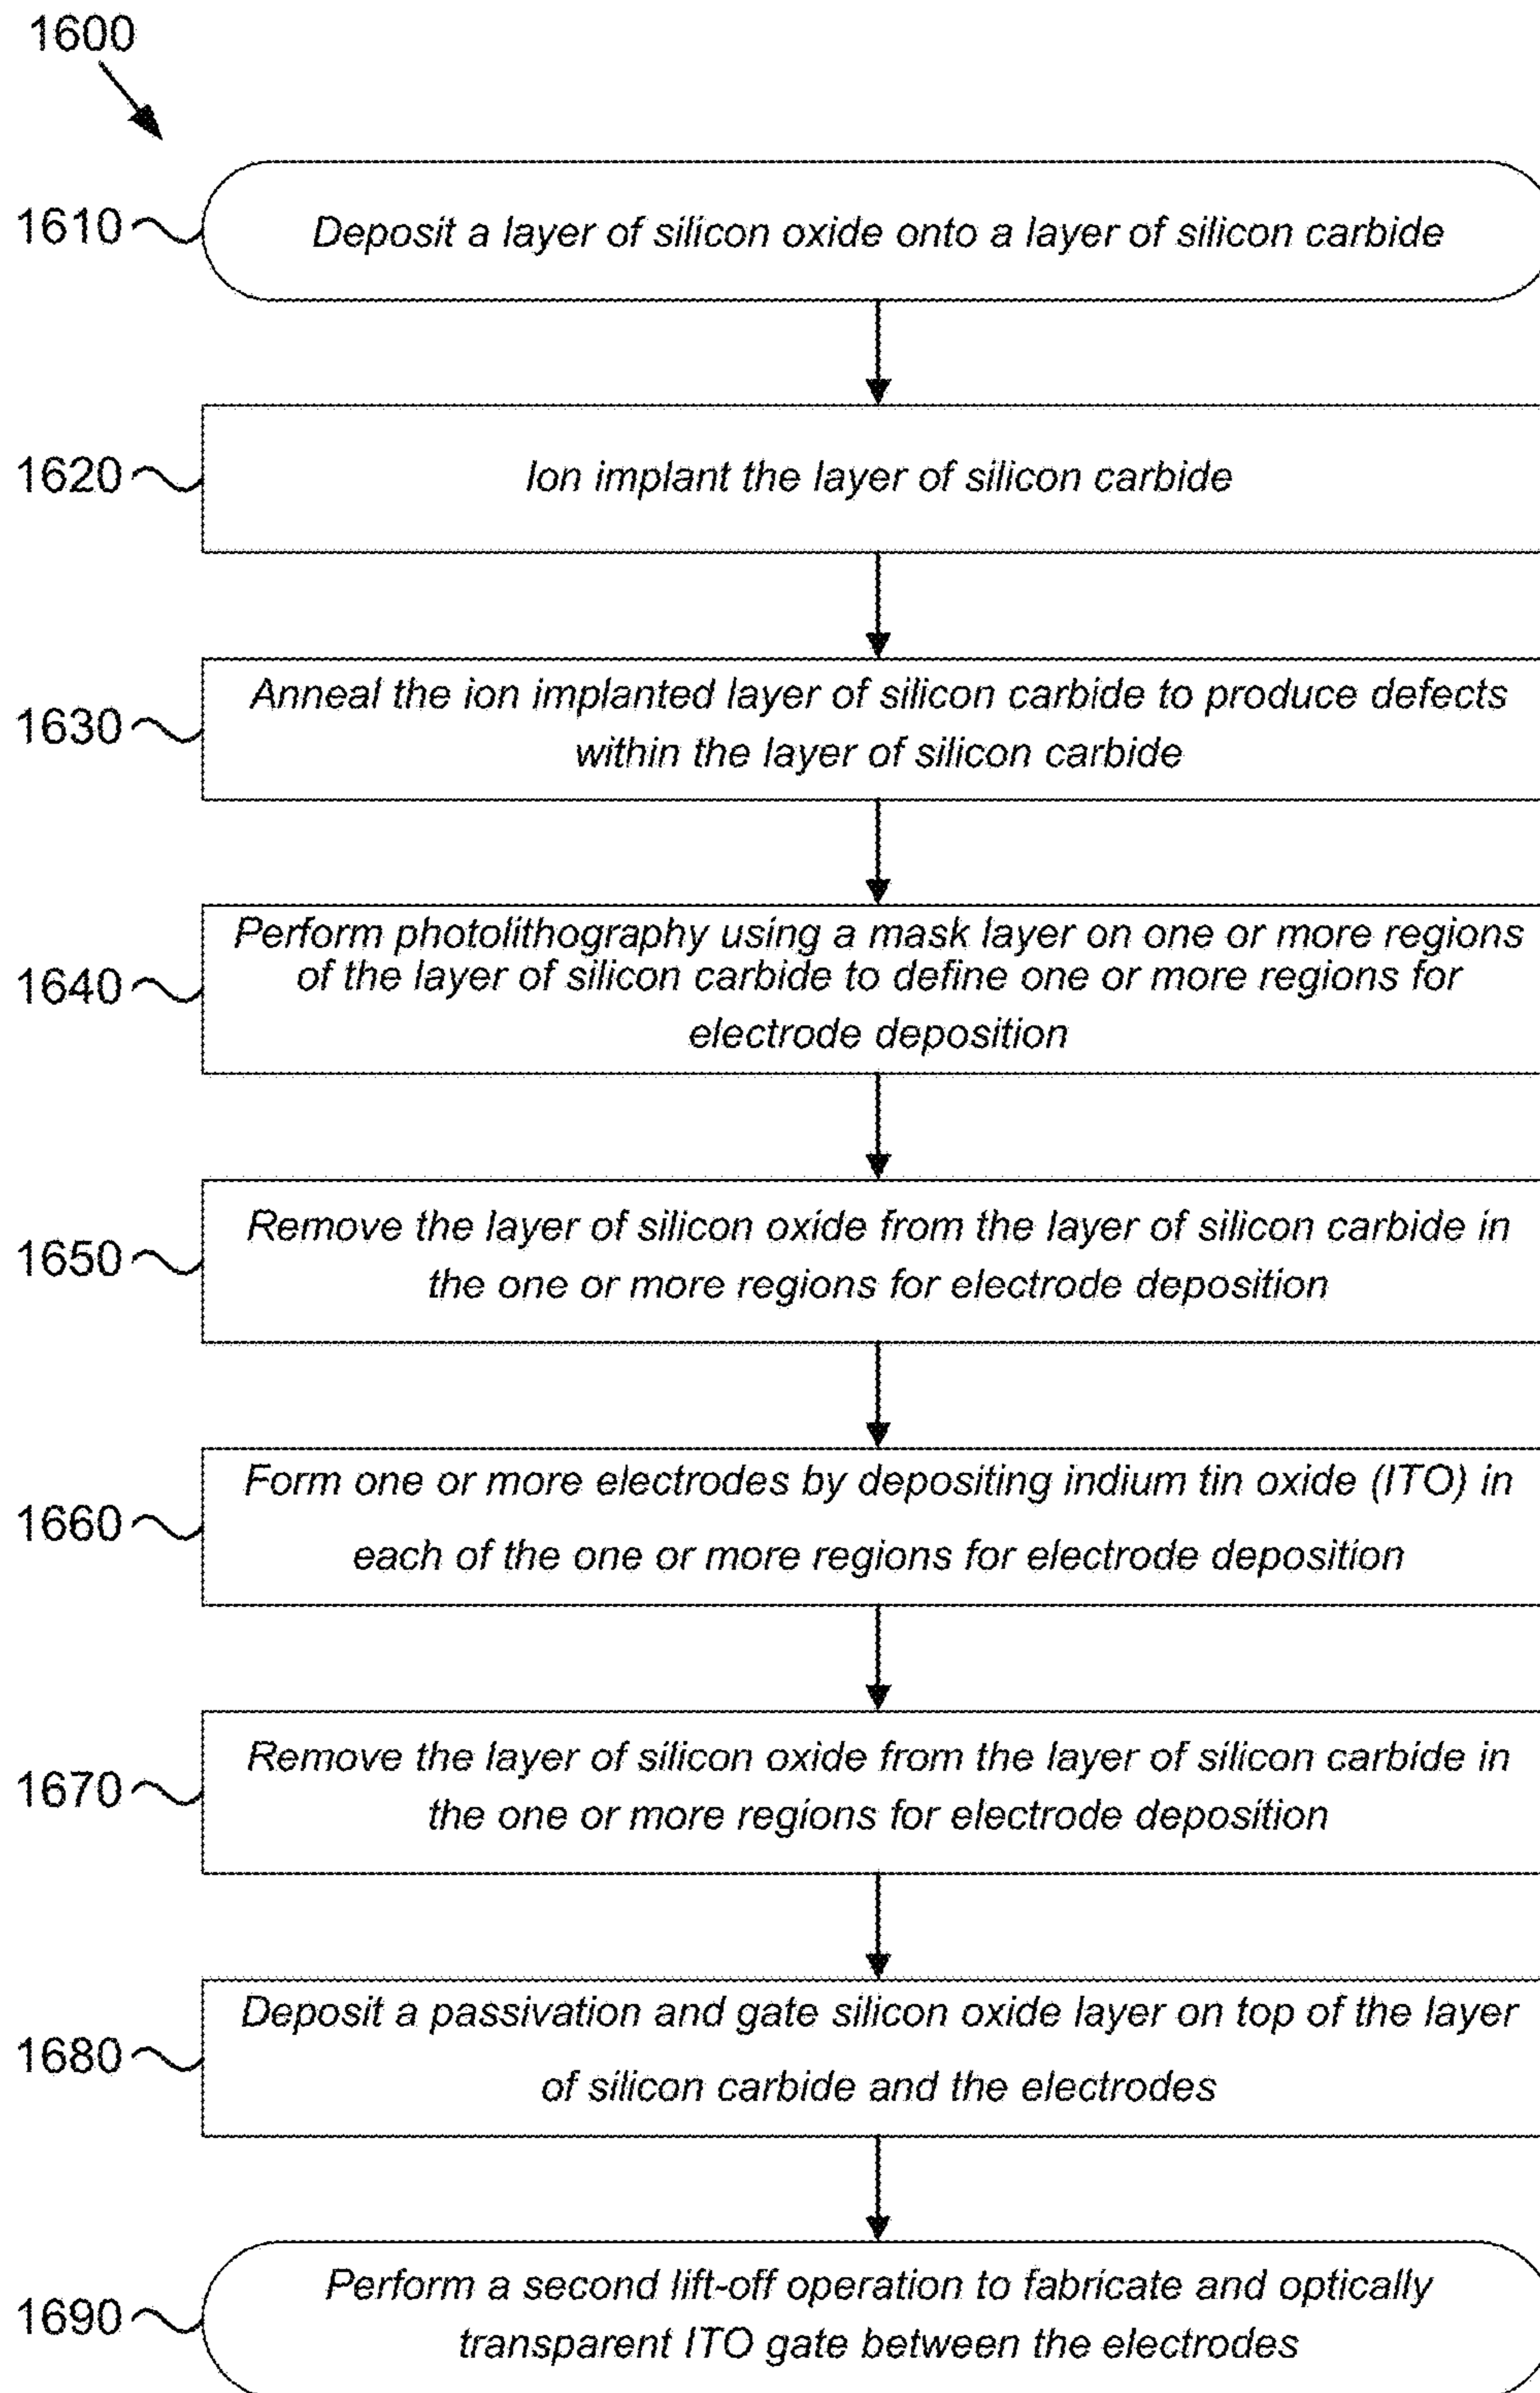 1600
1610
Deposit a layer of silicon oxide onto a layer of silicon carbide
1620
Ion implant the layer of silicon carbide
1630
Anneal the ion implanted layer of silicon carbide to produce defects
within the layer of silicon carbide
1640
Perform photolithography using a mask layer on one or more regions
of the layer of silicon carbide to define one or more regions for
electrode deposition
1650
Remove the layer of silicon oxide from the layer of silicon carbide in
the one or more regions for electrode deposition
1660
Form one or more electrodes by depositing indium tin oxide (ITO) in
each of the one or more regions for electrode deposition
1670
Remove the layer of silicon oxide from the layer of silicon carbide in
the one or more regions for electrode deposition
1680
Deposit a passivation and gate silicon oxide layer on top of the layer
of silicon carbide and the electrodes
1690
Perform a second lift-off operation to fabricate and optically
transparent ITO gate between the electrodes